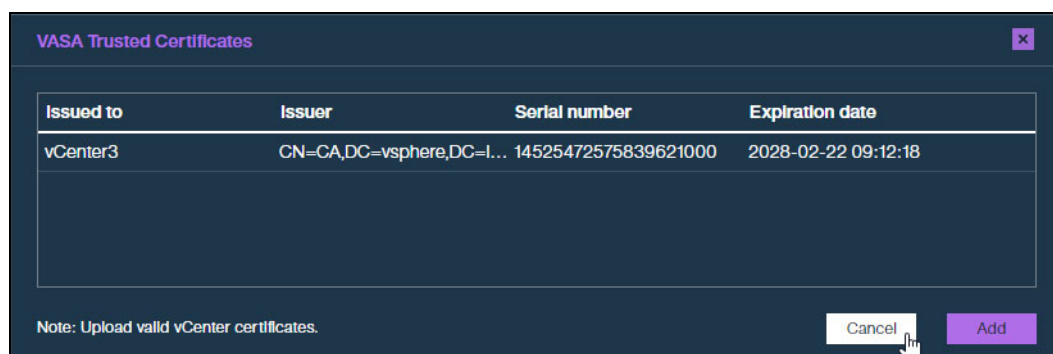 VASA Trusted Certificates
Issued to Issuer Serial number Expiration date
vCenter3 CN=CA,DC=vsphere,DC=l... 14525472575839621000 2028-02-22 09:12:18
Note: Upload valid vCenter certificates.
Cancel Add